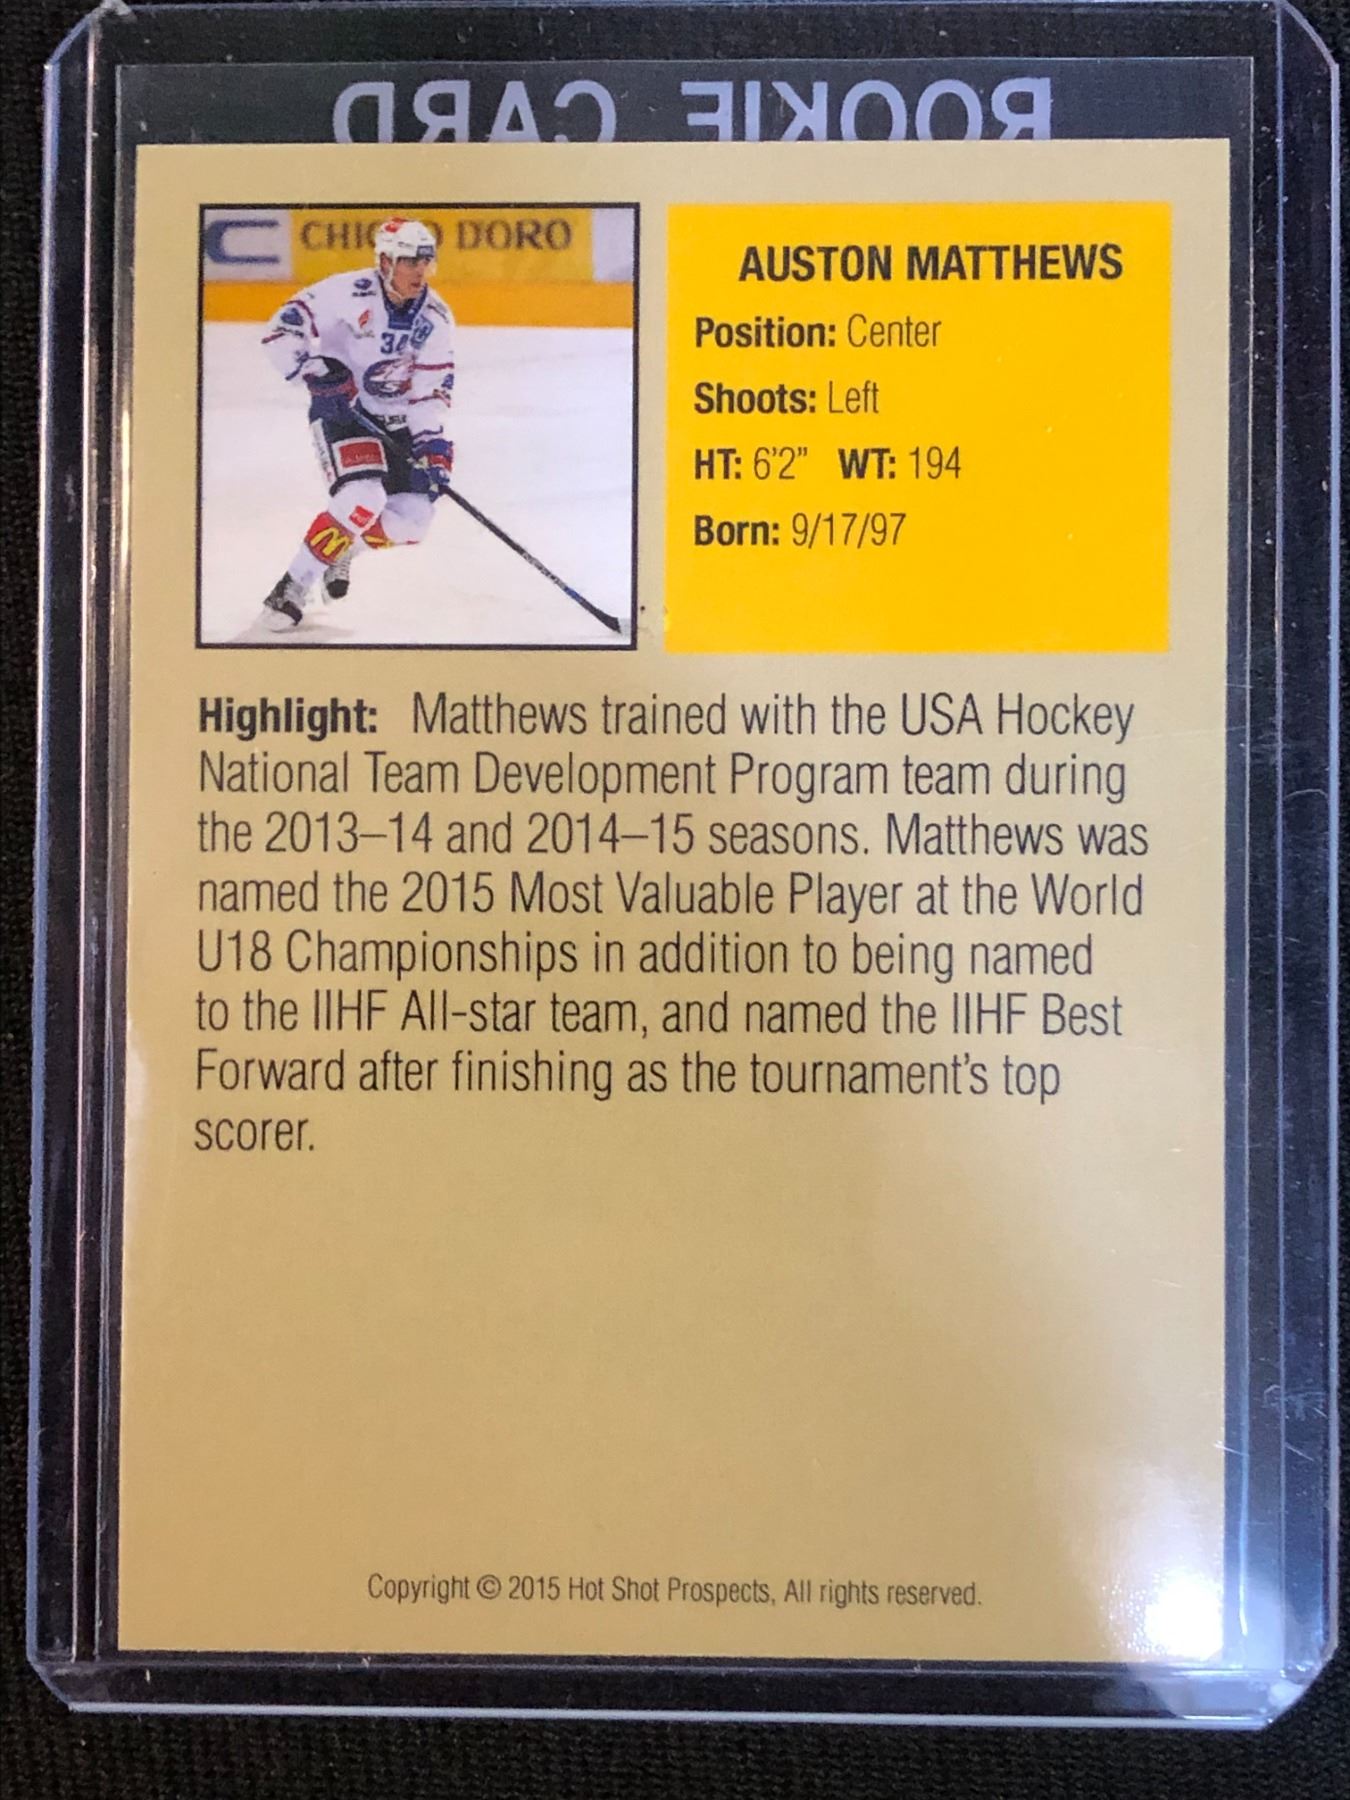 ROOKIE CARD
CHICCO D'ORO
34
AUSTON MATTHEWS
Position: Center
Shoots: Left
HT: 6'2" WT: 194
Born: 9/17/97
Highlight: Matthews trained with the USA Hockey
National Team Development Program team during
the 2013–14 and 2014–15 seasons. Matthews was
named the 2015 Most Valuable Player at the World
U18 Championships in addition to being named
to the IIHF All-star team, and named the IIHF Best
Forward after finishing as the tournament's top
scorer.
Copyright © 2015 Hot Shot Prospects, All rights reserved.